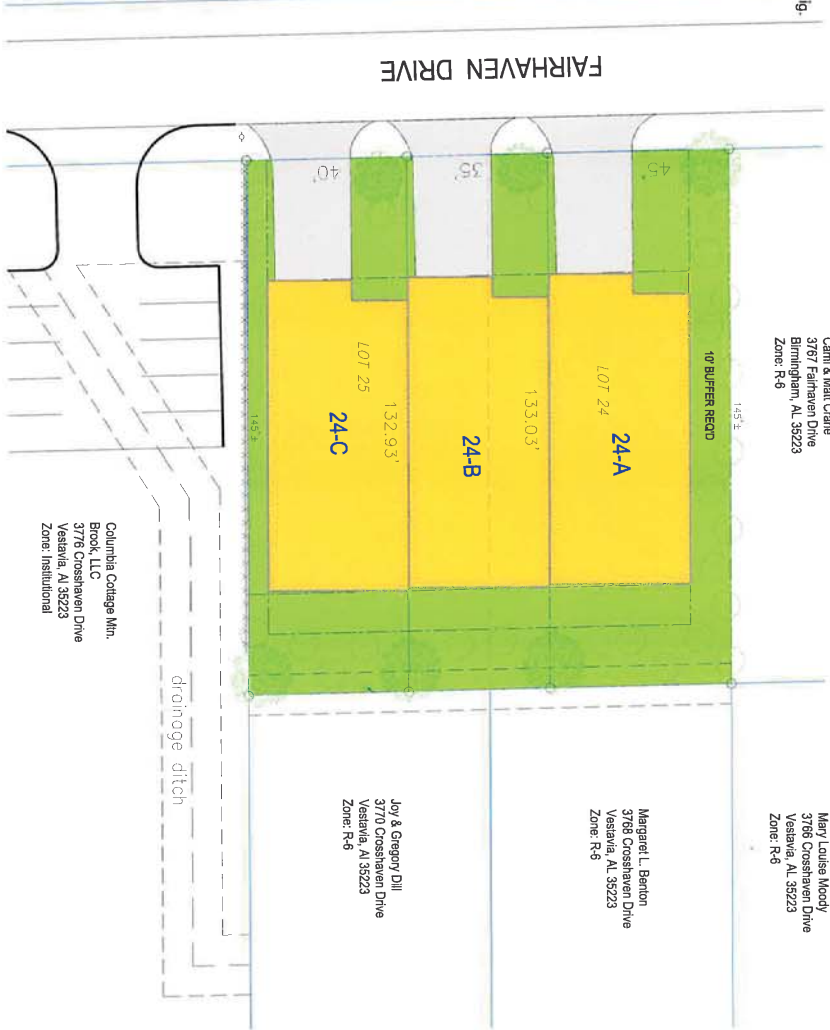 ig.
FAIRHAVEN DRIVE
Cami & Matt Crane
3767 Fairhaven Drive
Birmingham, AL 35223
Zone: R-6
Mary Louise Moody
3766 Crosshaven Drive
Vestavia, AL 35223
Zone: R-6
145'±
10' BUFFER REQ'D
45'
LOT 24
24-A
133.03'
35'
24-B
132.93'
40'
LOT 25
24-C
145'±
Margaret L. Benton
3768 Crosshaven Drive
Vestavia, AL 35223
Zone: R-6
Joy & Gregory Dill
3770 Crosshaven Drive
Vestavia, Al 35223
Zone: R-6
Columbia Cottage Mtn.
Brook, LLC
3776 Crosshaven Drive
Vestavia, Al 35223
Zone: Institutional
drainage ditch